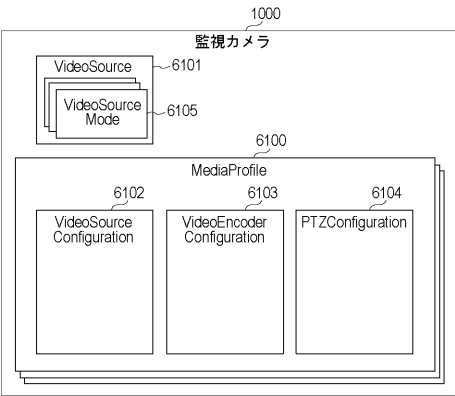 1000
監視カメラ
VideoSource
6101
VideoSource
Mode
6105
6100
MediaProfile
6102
6103
6104
VideoSource
Configuration
VideoEncoder
Configuration
PTZConfiguration